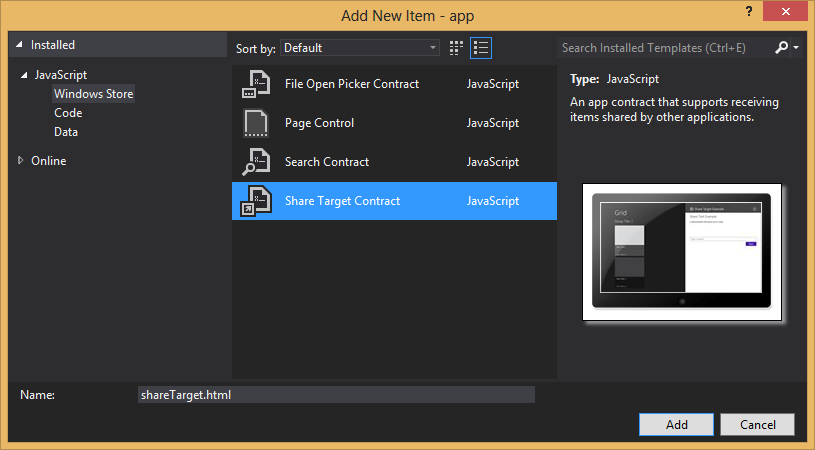 Add New Item - app
?
Installed
Sort by: Default
Search Installed Templates (Ctrl+E)
JavaScript
Windows Store
Code
Data
Online
File Open Picker Contract JavaScript
Page Control JavaScript
Search Contract JavaScript
Share Target Contract JavaScript
Type: JavaScript
An app contract that supports receiving
items shared by other applications.
Grid
Name: shareTarget.html
Add Cancel